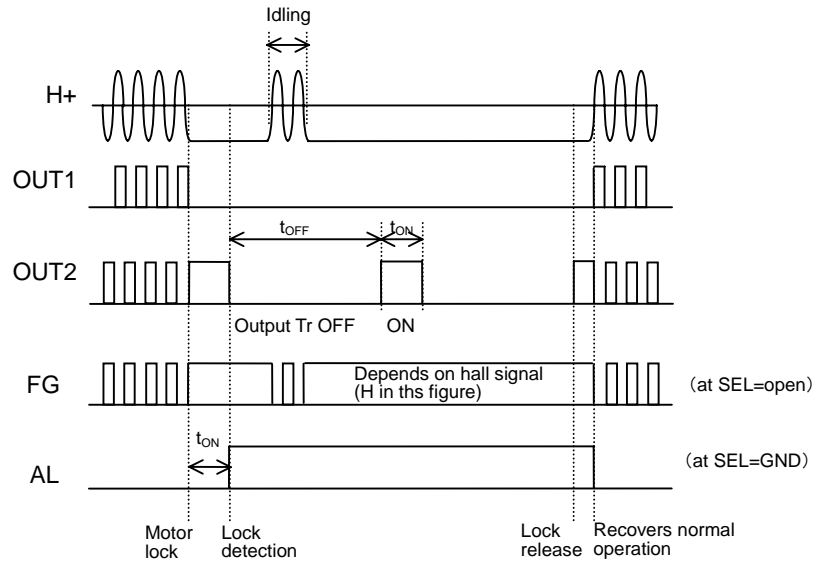 Idling
H+
OUT1
tOFF
tON
OUT2
Output Tr OFF
ON
FG
Depends on hall signal
(H in ths figure)
(at SEL=open)
tON
AL
(at SEL=GND)
Motor
lock
Lock
detection
Lock
release
Recovers normal
operation